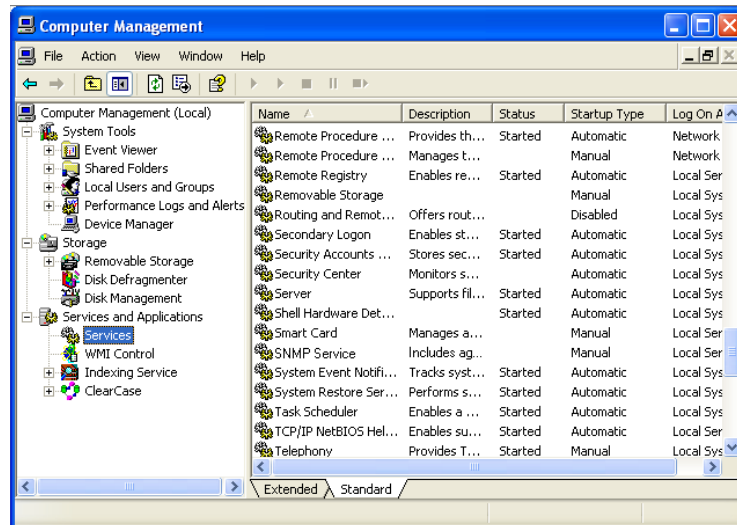 Computer Management
File Action View Window Help
Computer Management (Local)
System Tools
Event Viewer
Shared Folders
Local Users and Groups
Performance Logs and Alerts
Device Manager
Storage
Removable Storage
Disk Defragmenter
Disk Management
Services and Applications
Services
WMI Control
Indexing Service
ClearCase
Name Description Status Startup Type Log On A
Remote Procedure ... Provides th... Started Automatic Network
Remote Procedure ... Manages t... Manual Network
Remote Registry Enables re... Started Automatic Local Ser
Removable Storage Manual Local Sys
Routing and Remot... Offers rout... Disabled Local Sys
Secondary Logon Enables st... Started Automatic Local Sys
Security Accounts ... Stores sec... Started Automatic Local Sys
Security Center Monitors s... Automatic Local Sys
Server Supports fil... Started Automatic Local Sys
Shell Hardware Det... Started Automatic Local Sys
Smart Card Manages a... Manual Local Ser
SNMP Service Includes ag... Manual Local Ser
System Event Notifi... Tracks syst... Started Automatic Local Sys
System Restore Ser... Performs s... Started Automatic Local Sys
Task Scheduler Enables a ... Started Automatic Local Sys
TCP/IP NetBIOS Hel... Enables su... Started Automatic Local Ser
Telephony Provides T... Started Manual Local Sys
Extended Standard